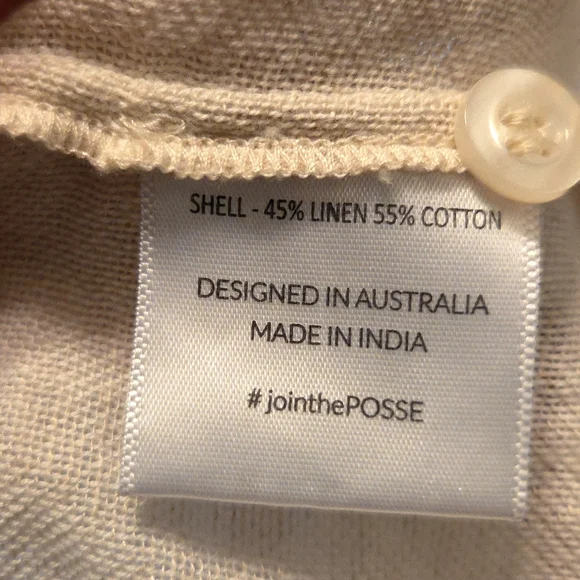 SHELL - 45% LINEN 55% COTTON
DESIGNED IN AUSTRALIA
MADE IN INDIA
# jointhePOSSE